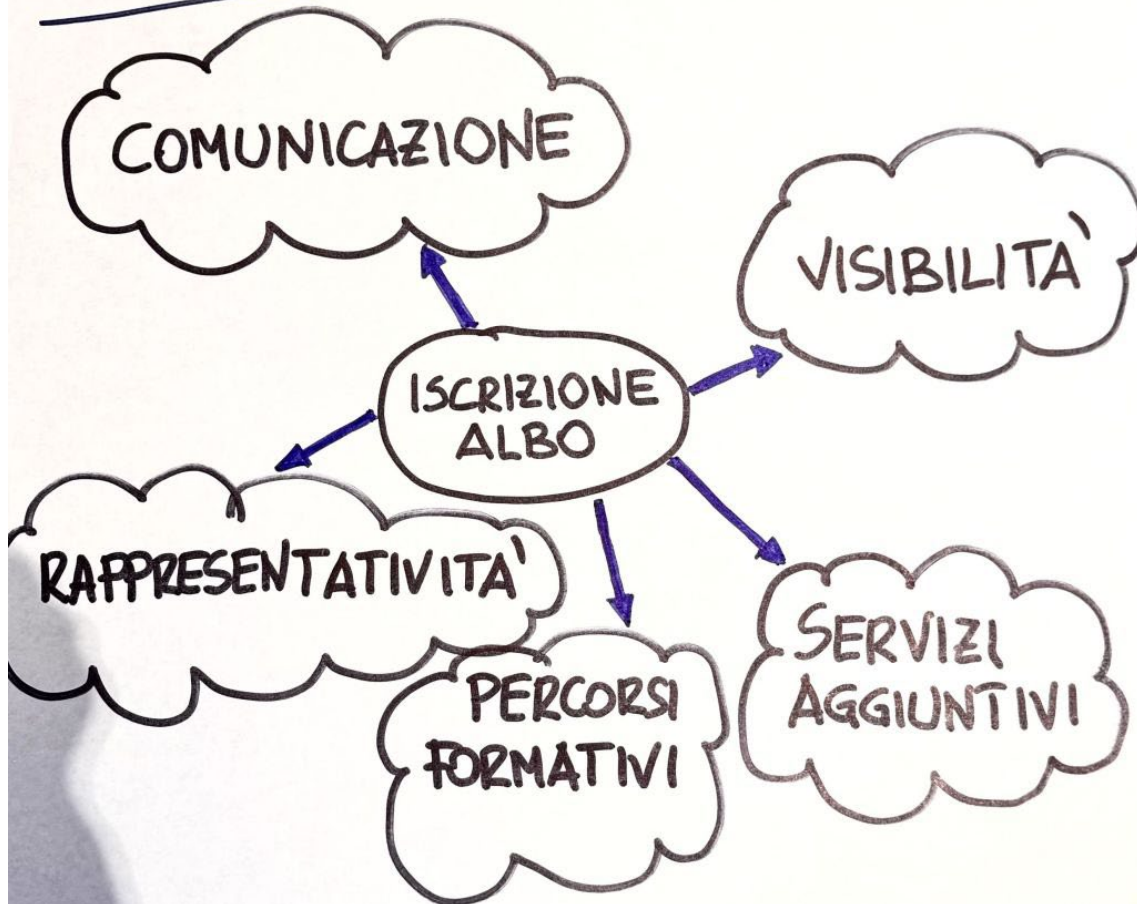 COMUNICAZIONE
VISIBILITA`
ISCRIZIONE
ALBO
RAPPRESENTATIVITA'
PERCORSI
FORMATIVI
SERVIZI
AGGIUNTIVI